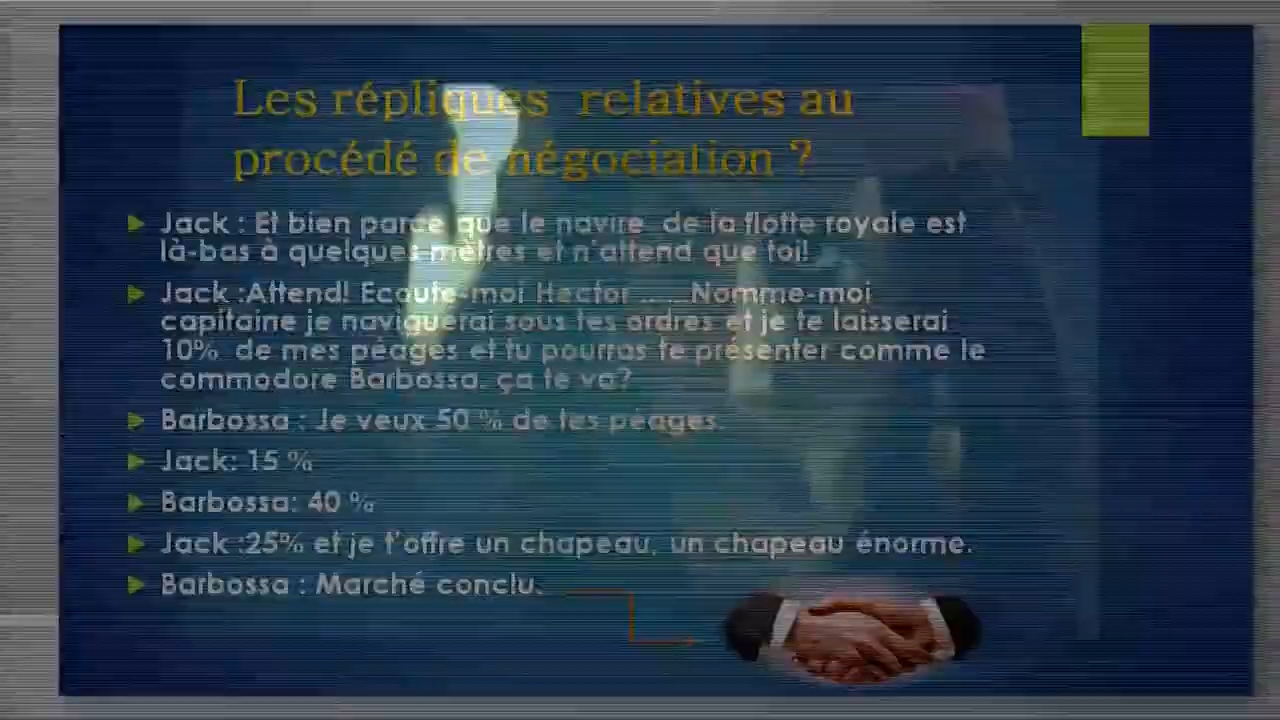 Les répliques relatives au
procédé de négociation ?
Jack : Et bien parce que le navire de la flotte royale est
là-bas à quelques mètres et n'attend que toi!
Jack :Attend! Ecoute-moi Hector ......Nomme-moi
capitaine je naviguerai sous tes ordres et je te laisserai
10% de mes péages et tu pourras te présenter comme le
commodore Barbossa. ça te va?
Barbossa : Je veux 50 % de tes péages.
Jack: 15 %
Barbossa: 40 %
Jack :25% et je t'offre un chapeau, un chapeau énorme.
Barbossa : Marché conclu.